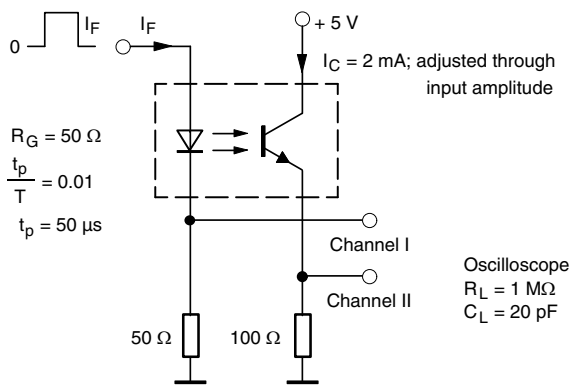 0
I_F
I_F
+ 5 V
I_C = 2 mA; adjusted through
input amplitude
R_G = 50 Ω
t_p
T
= 0.01
t_p = 50 µs
Channel I
Channel II
50 Ω
100 Ω
Oscilloscope
R_L = 1 MΩ
C_L = 20 pF